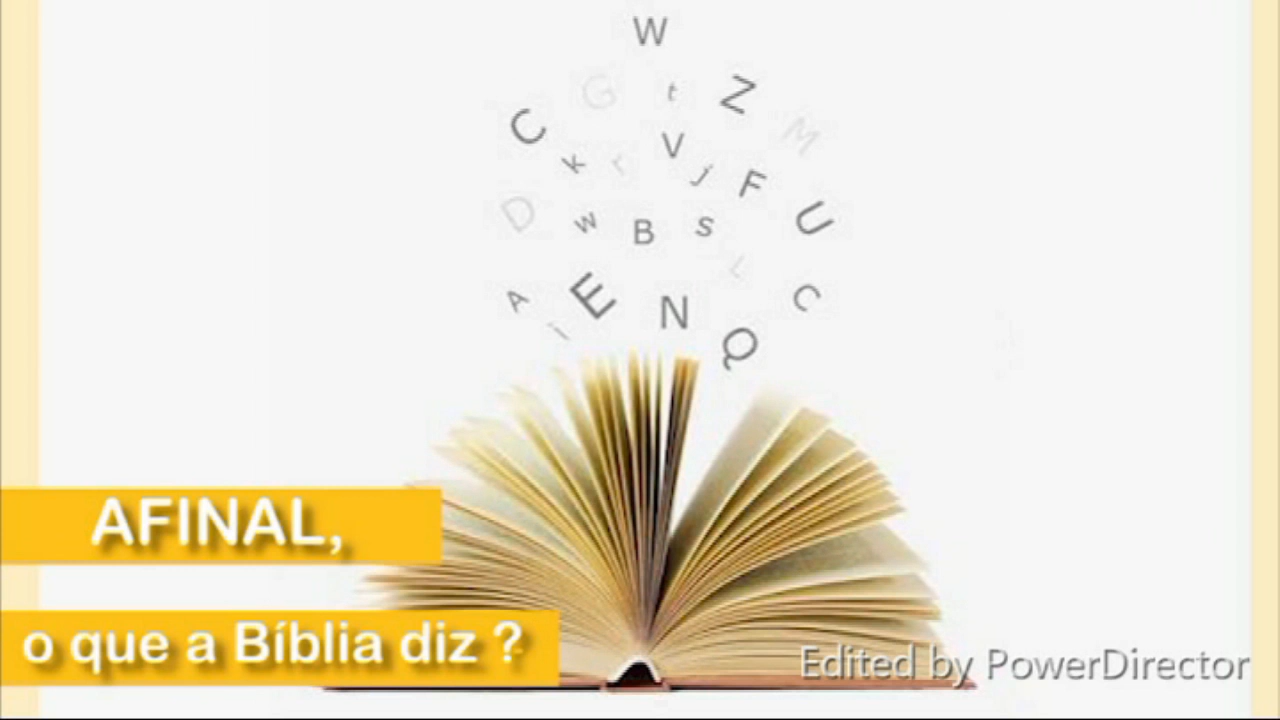 W
G t Z
C M
V
k r j F
D w B S U
L
A i E N C
Q
AFINAL,
o que a Bíblia diz ?
Edited by PowerDirector